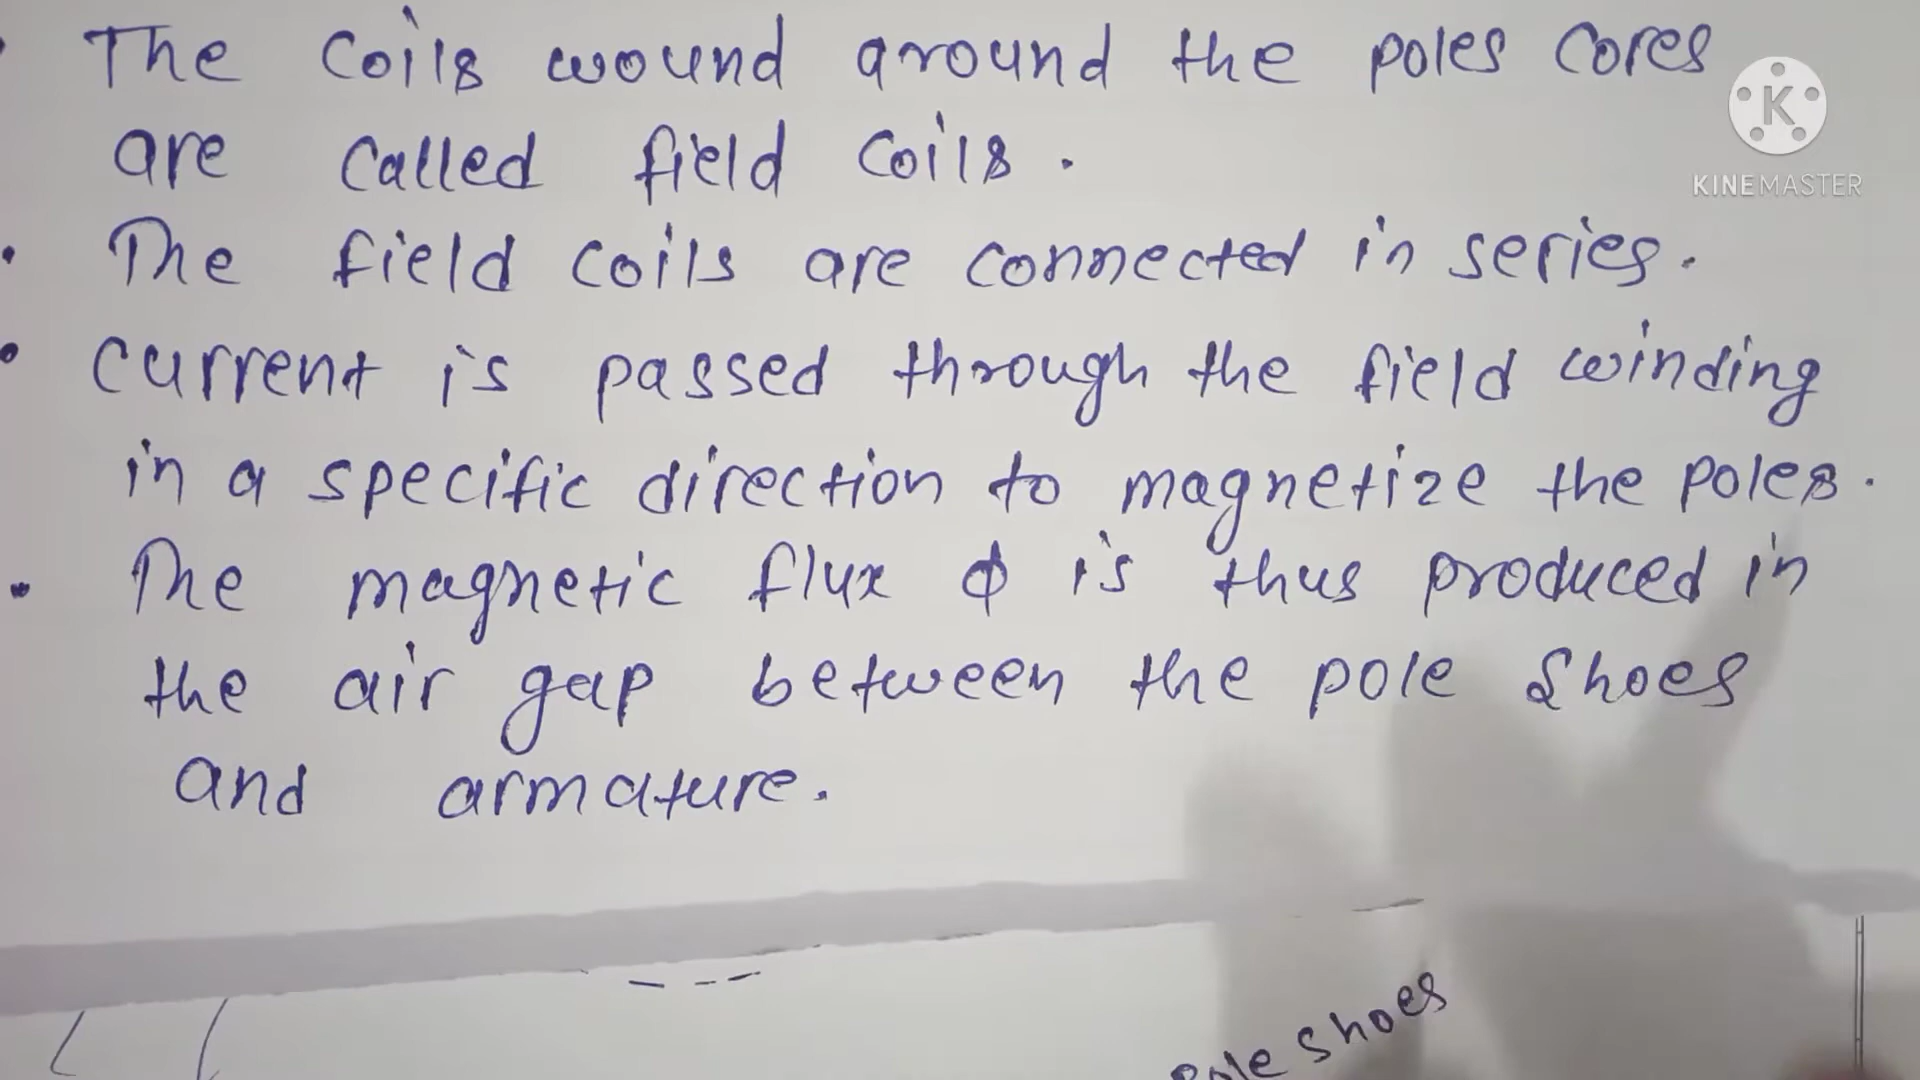 The coils wound around the poles cores
are called field coils.
• The field coils are connected in series.
• current is passed through the field winding
in a specific direction to magnetize the poles.
• The magnetic flux ɸ is thus produced in
the air gap between the pole shoes
and armature.
Pole shoes
K
KINEMASTER